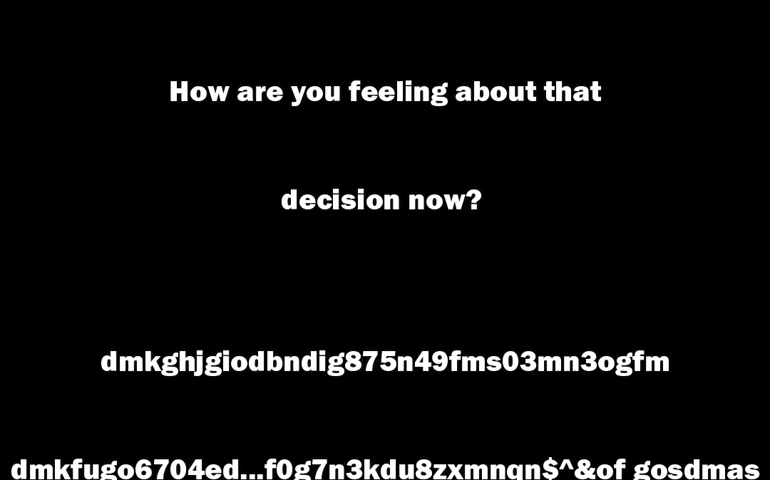 How are you feeling about that
decision now?
dmkghjgiodbndig875n49fms03mn3ogfm
dmkfugo6704ed...f0g7n3kdu8zxmnqn$^&of gosdmas